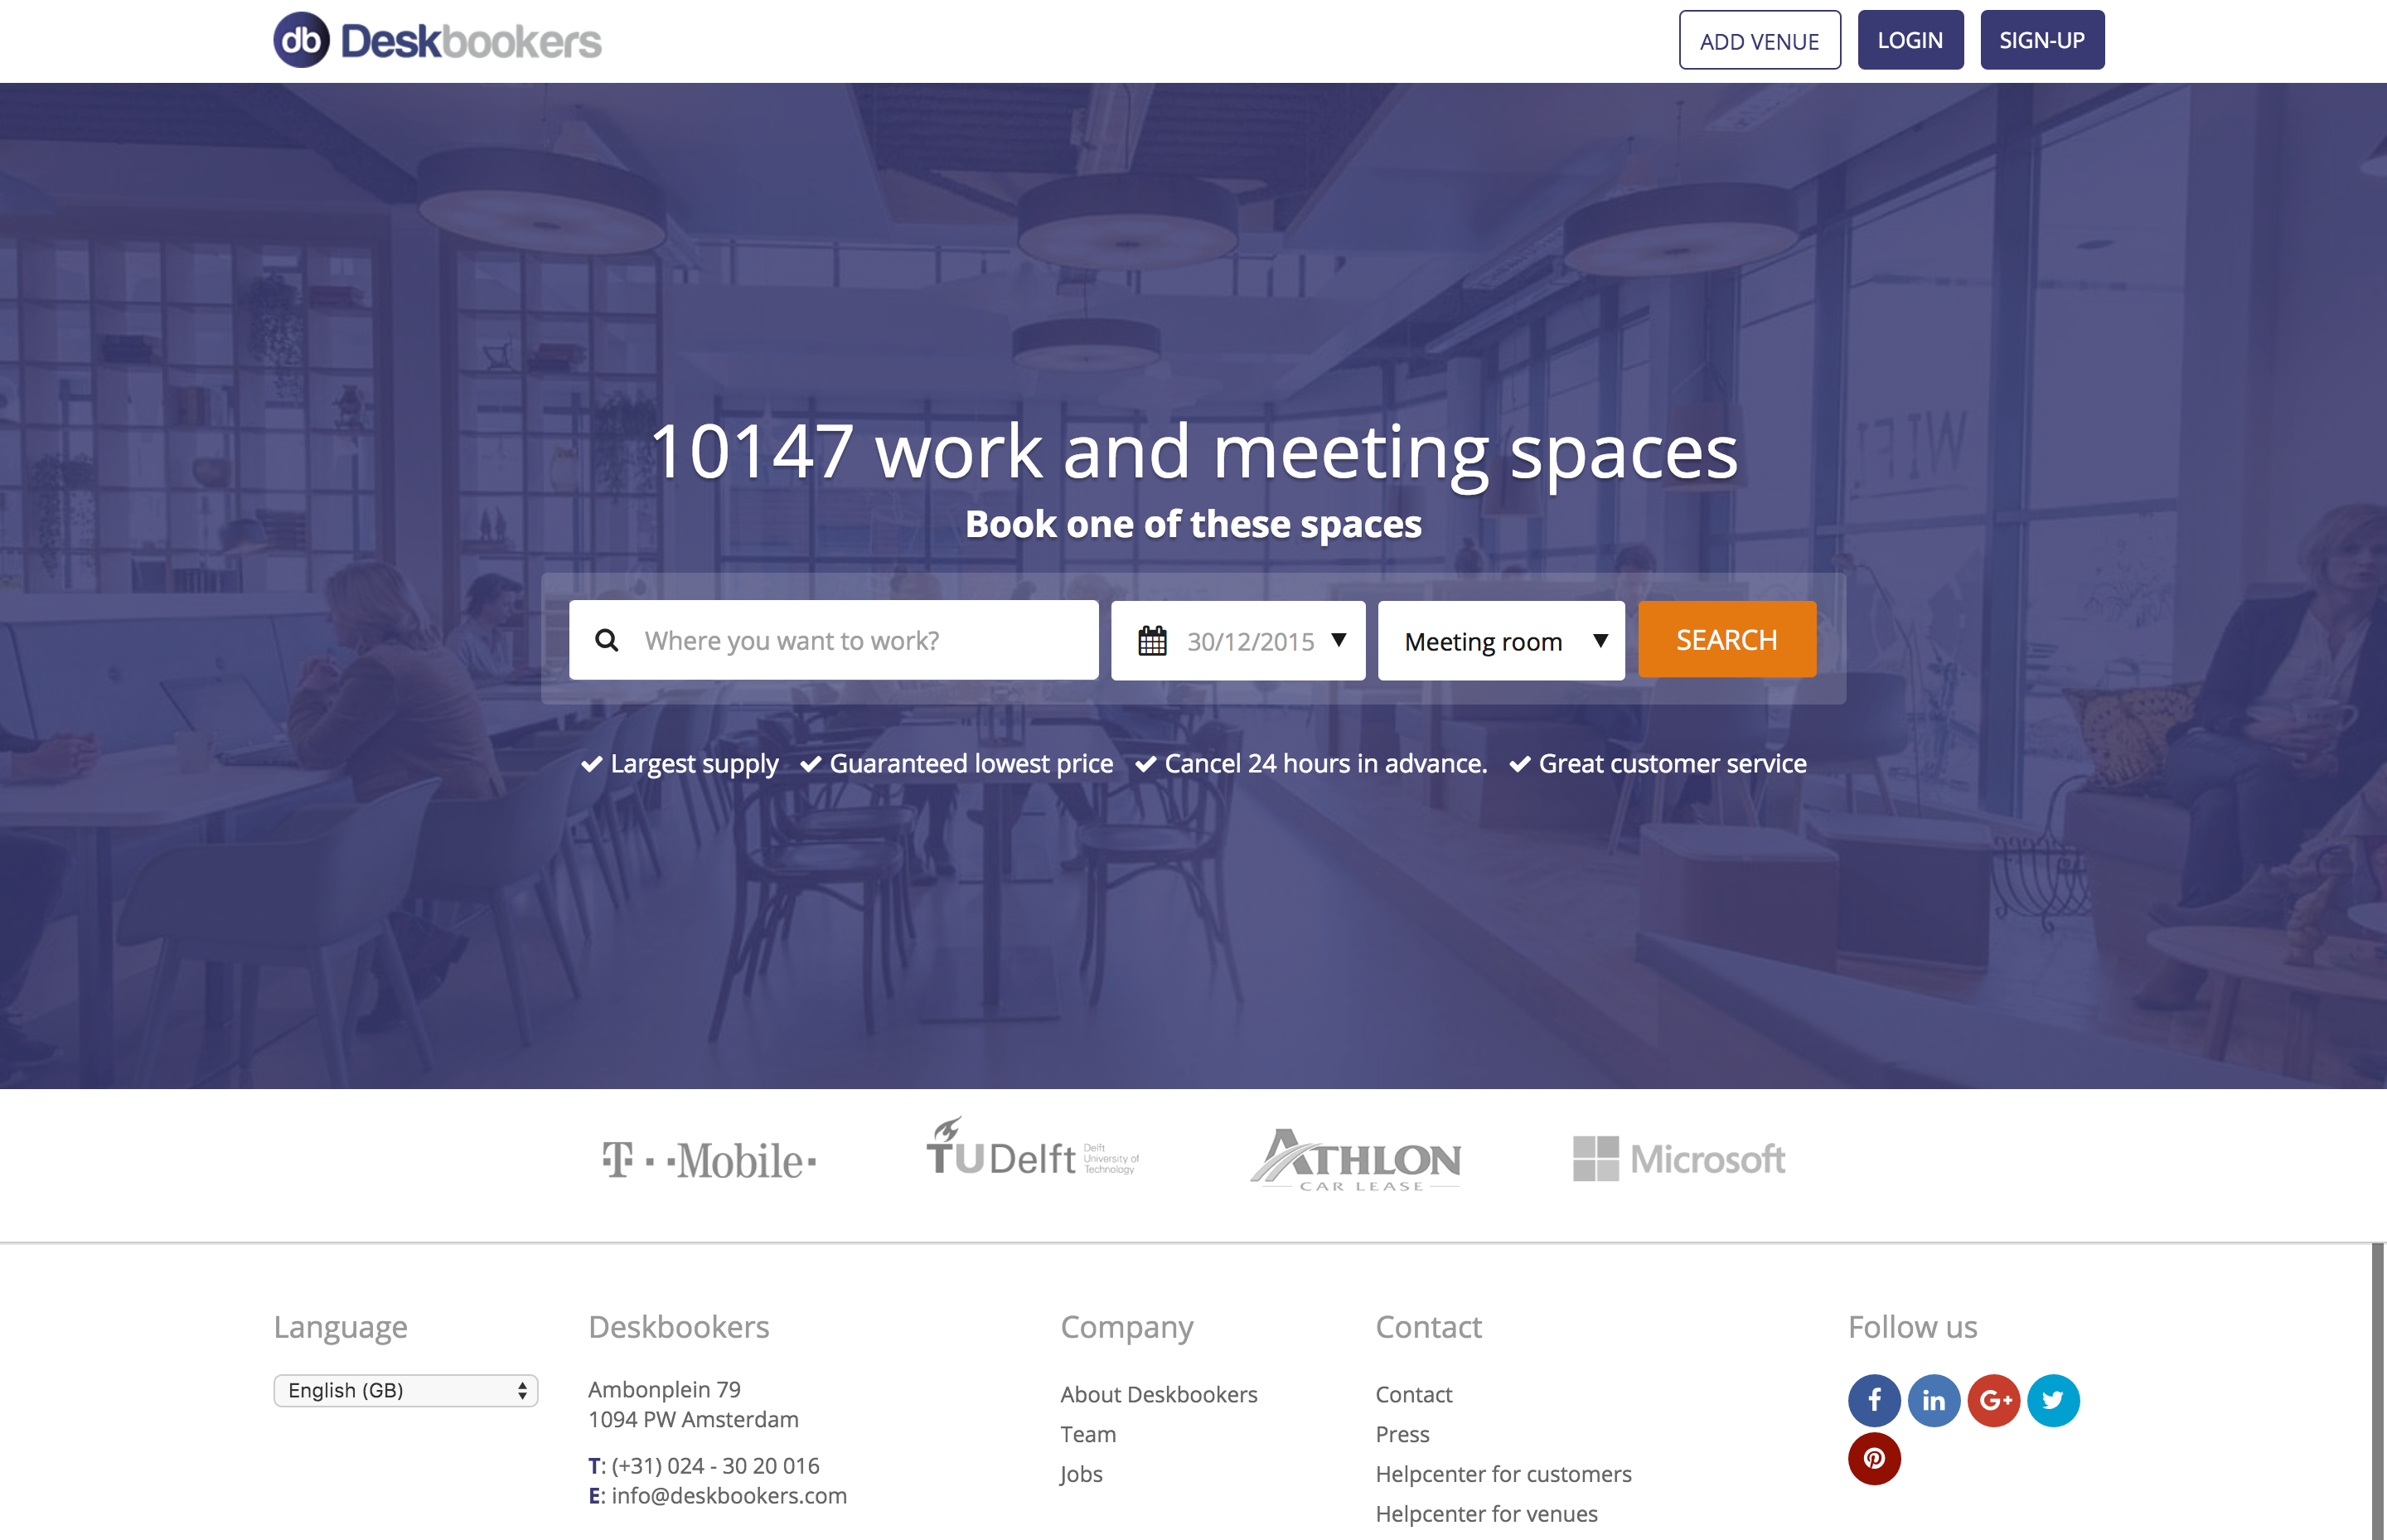 db Deskbookers
ADD VENUE
LOGIN
SIGN-UP
10147 work and meeting spaces
Book one of these spaces
Where you want to work?
30/12/2015
Meeting room
SEARCH
Largest supply
Guaranteed lowest price
Cancel 24 hours in advance.
Great customer service
T··Mobile·
TU Delft
Delft
University of
Technology
ATHLON
CAR LEASE
Microsoft
Language
English (GB)
Deskbookers
Ambonplein 79
1094 PW Amsterdam
T: (+31) 024 - 30 20 016
E: info@deskbookers.com
Company
About Deskbookers
Team
Jobs
Contact
Contact
Press
Helpcenter for customers
Helpcenter for venues
Follow us
f
in
G+